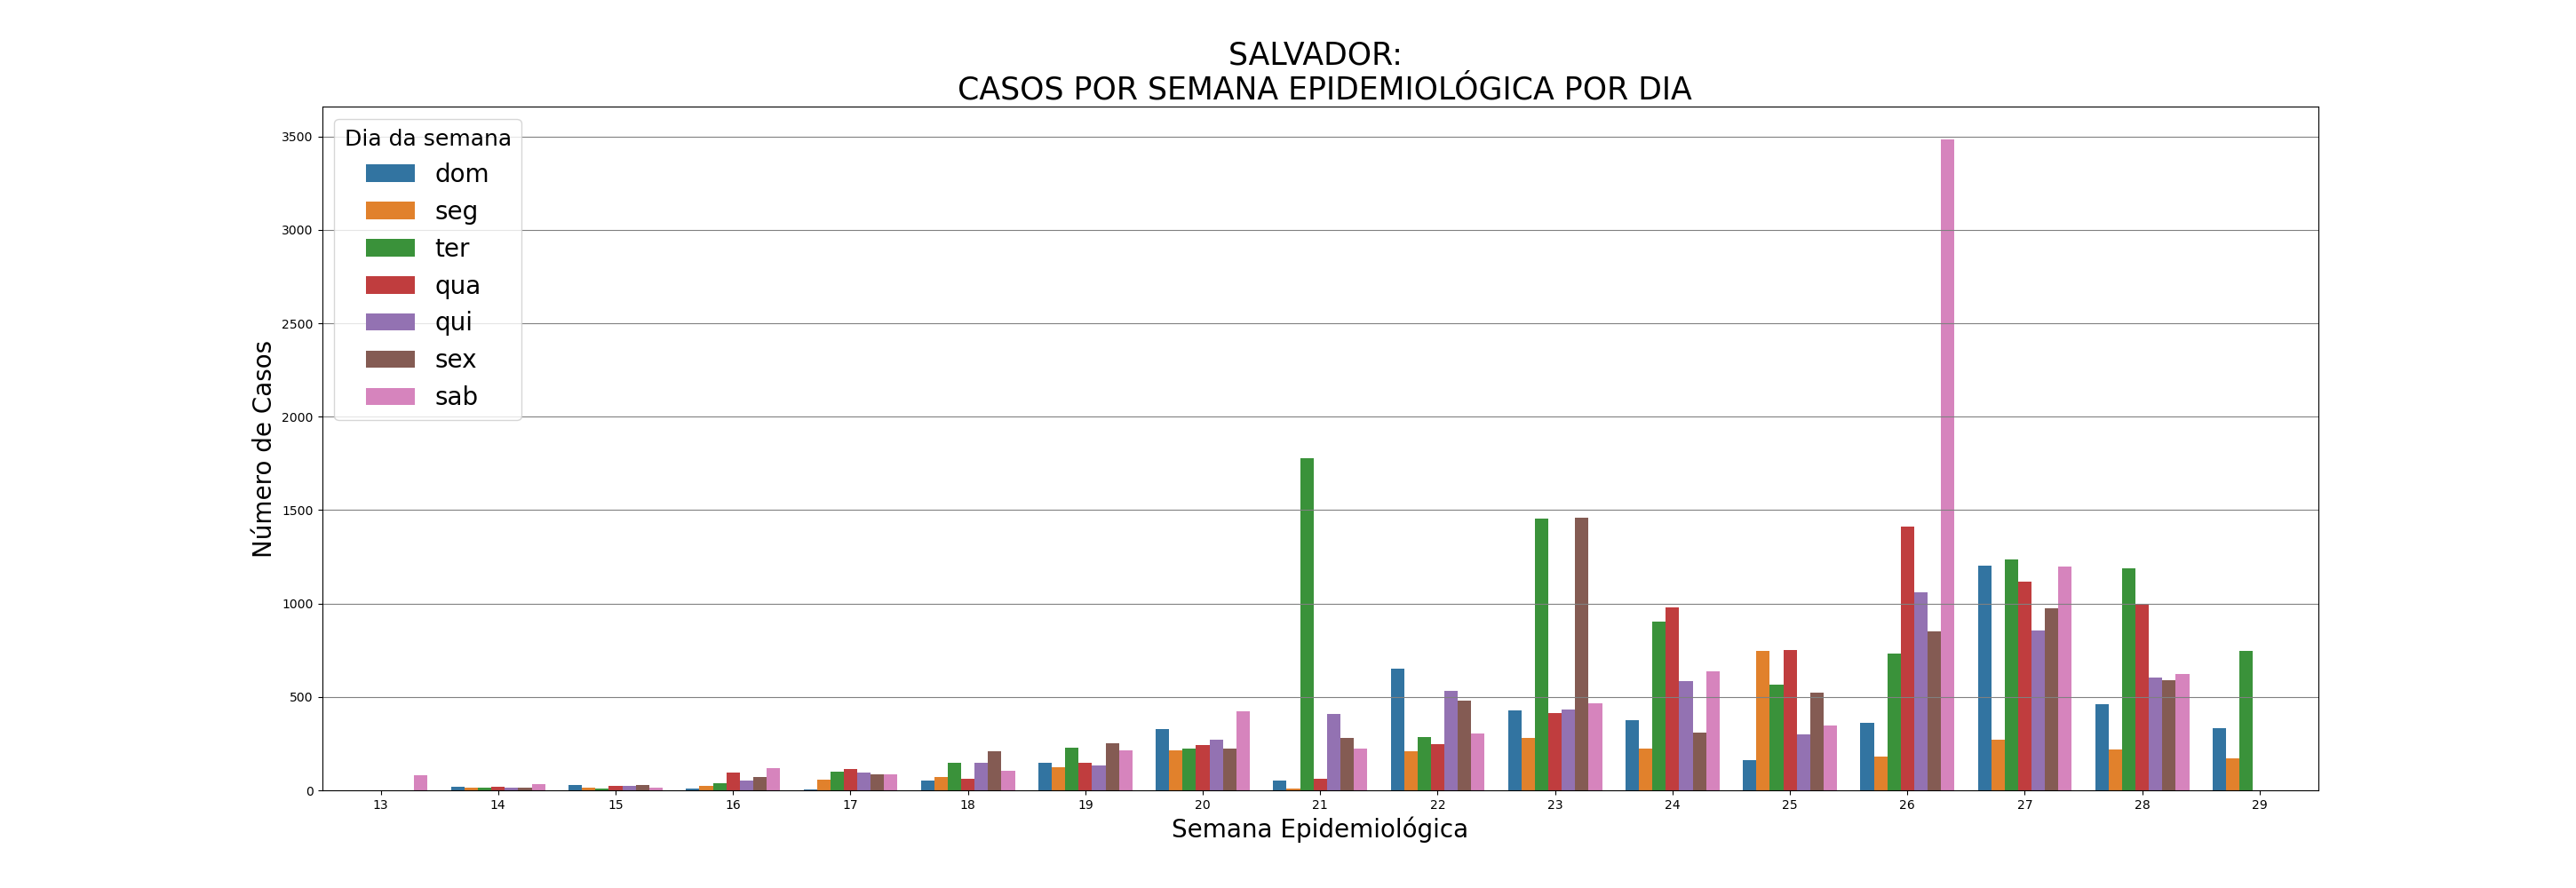 SALVADOR:
CASOS POR SEMANA EPIDEMIOLÓGICA POR DIA
Dia da semana
dom
seg
ter
qua
qui
sex
sab
Número de Casos
3500
3000
2500
2000
1500
1000
500
0
13 14 15 16 17 18 19 20 21 22 23 24 25 26 27 28 29
Semana Epidemiológica